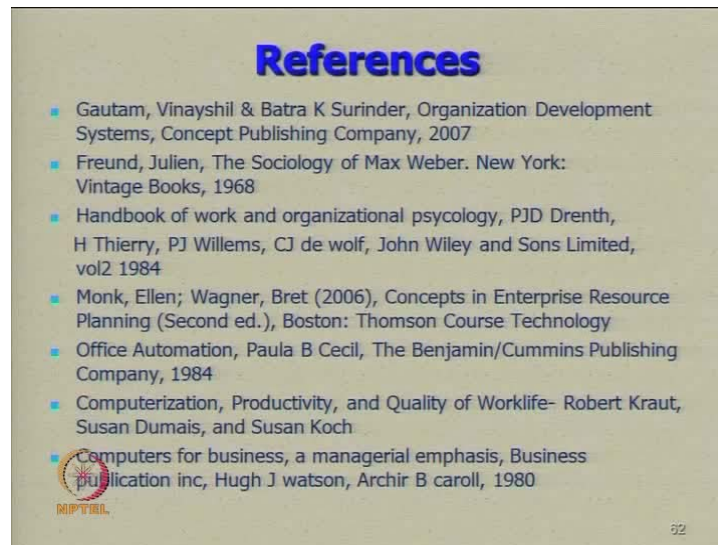 References
Gautam, Vinayshil & Batra K Surinder, Organization Development
Systems, Concept Publishing Company, 2007
Freund, Julien, The Sociology of Max Weber. New York:
Vintage Books, 1968
Handbook of work and organizational psycology, PJD Drenth,
H Thierry, PJ Willems, CJ de wolf, John Wiley and Sons Limited,
vol2 1984
Monk, Ellen; Wagner, Bret (2006), Concepts in Enterprise Resource
Planning (Second ed.), Boston: Thomson Course Technology
Office Automation, Paula B Cecil, The Benjamin/Cummins Publishing
Company, 1984
Computerization, Productivity, and Quality of Worklife- Robert Kraut,
Susan Dumais, and Susan Koch
Computers for business, a managerial emphasis, Business
publication inc, Hugh J watson, Archir B caroll, 1980
NPTEL
62